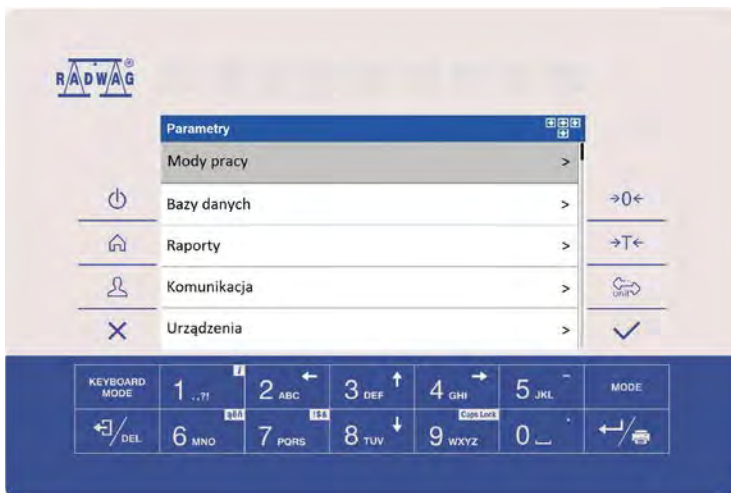 RADWAG®
Parametry
Mody pracy >
Bazy danych >
→0←
Raporty >
→T←
Komunikacja >
unit
Urządzenia >
KEYBOARD MODE
1 ..?!
i
2 ABC
3 DEF
4 GHI
5 JKL -
MODE
/DEL
6 MNO
7 PQRS
!$&
8 TUV
9 WXYZ
Caps Lock
0 .